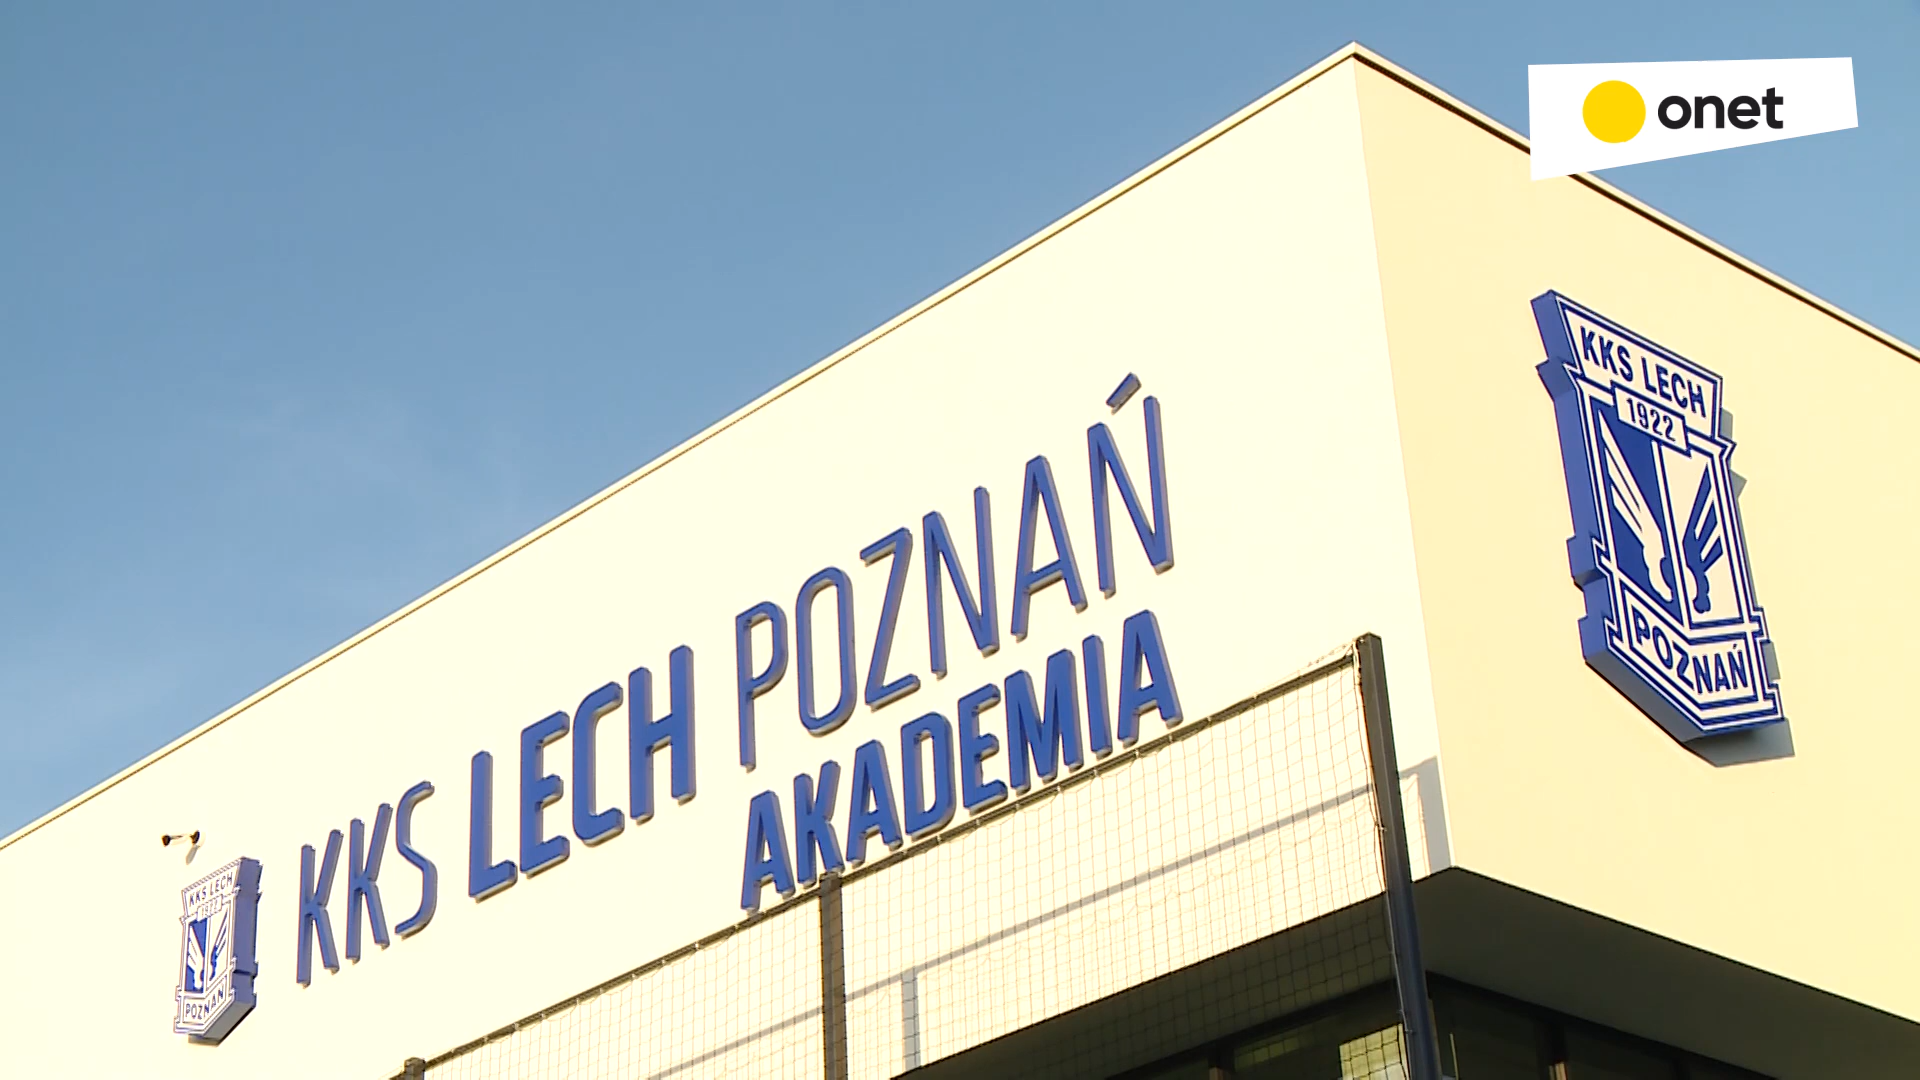 onet
KKS LECH POZNAŃ
AKADEMIA
KKS LECH
1922
POZNAŃ
KKS LECH
1922
POZNAŃ